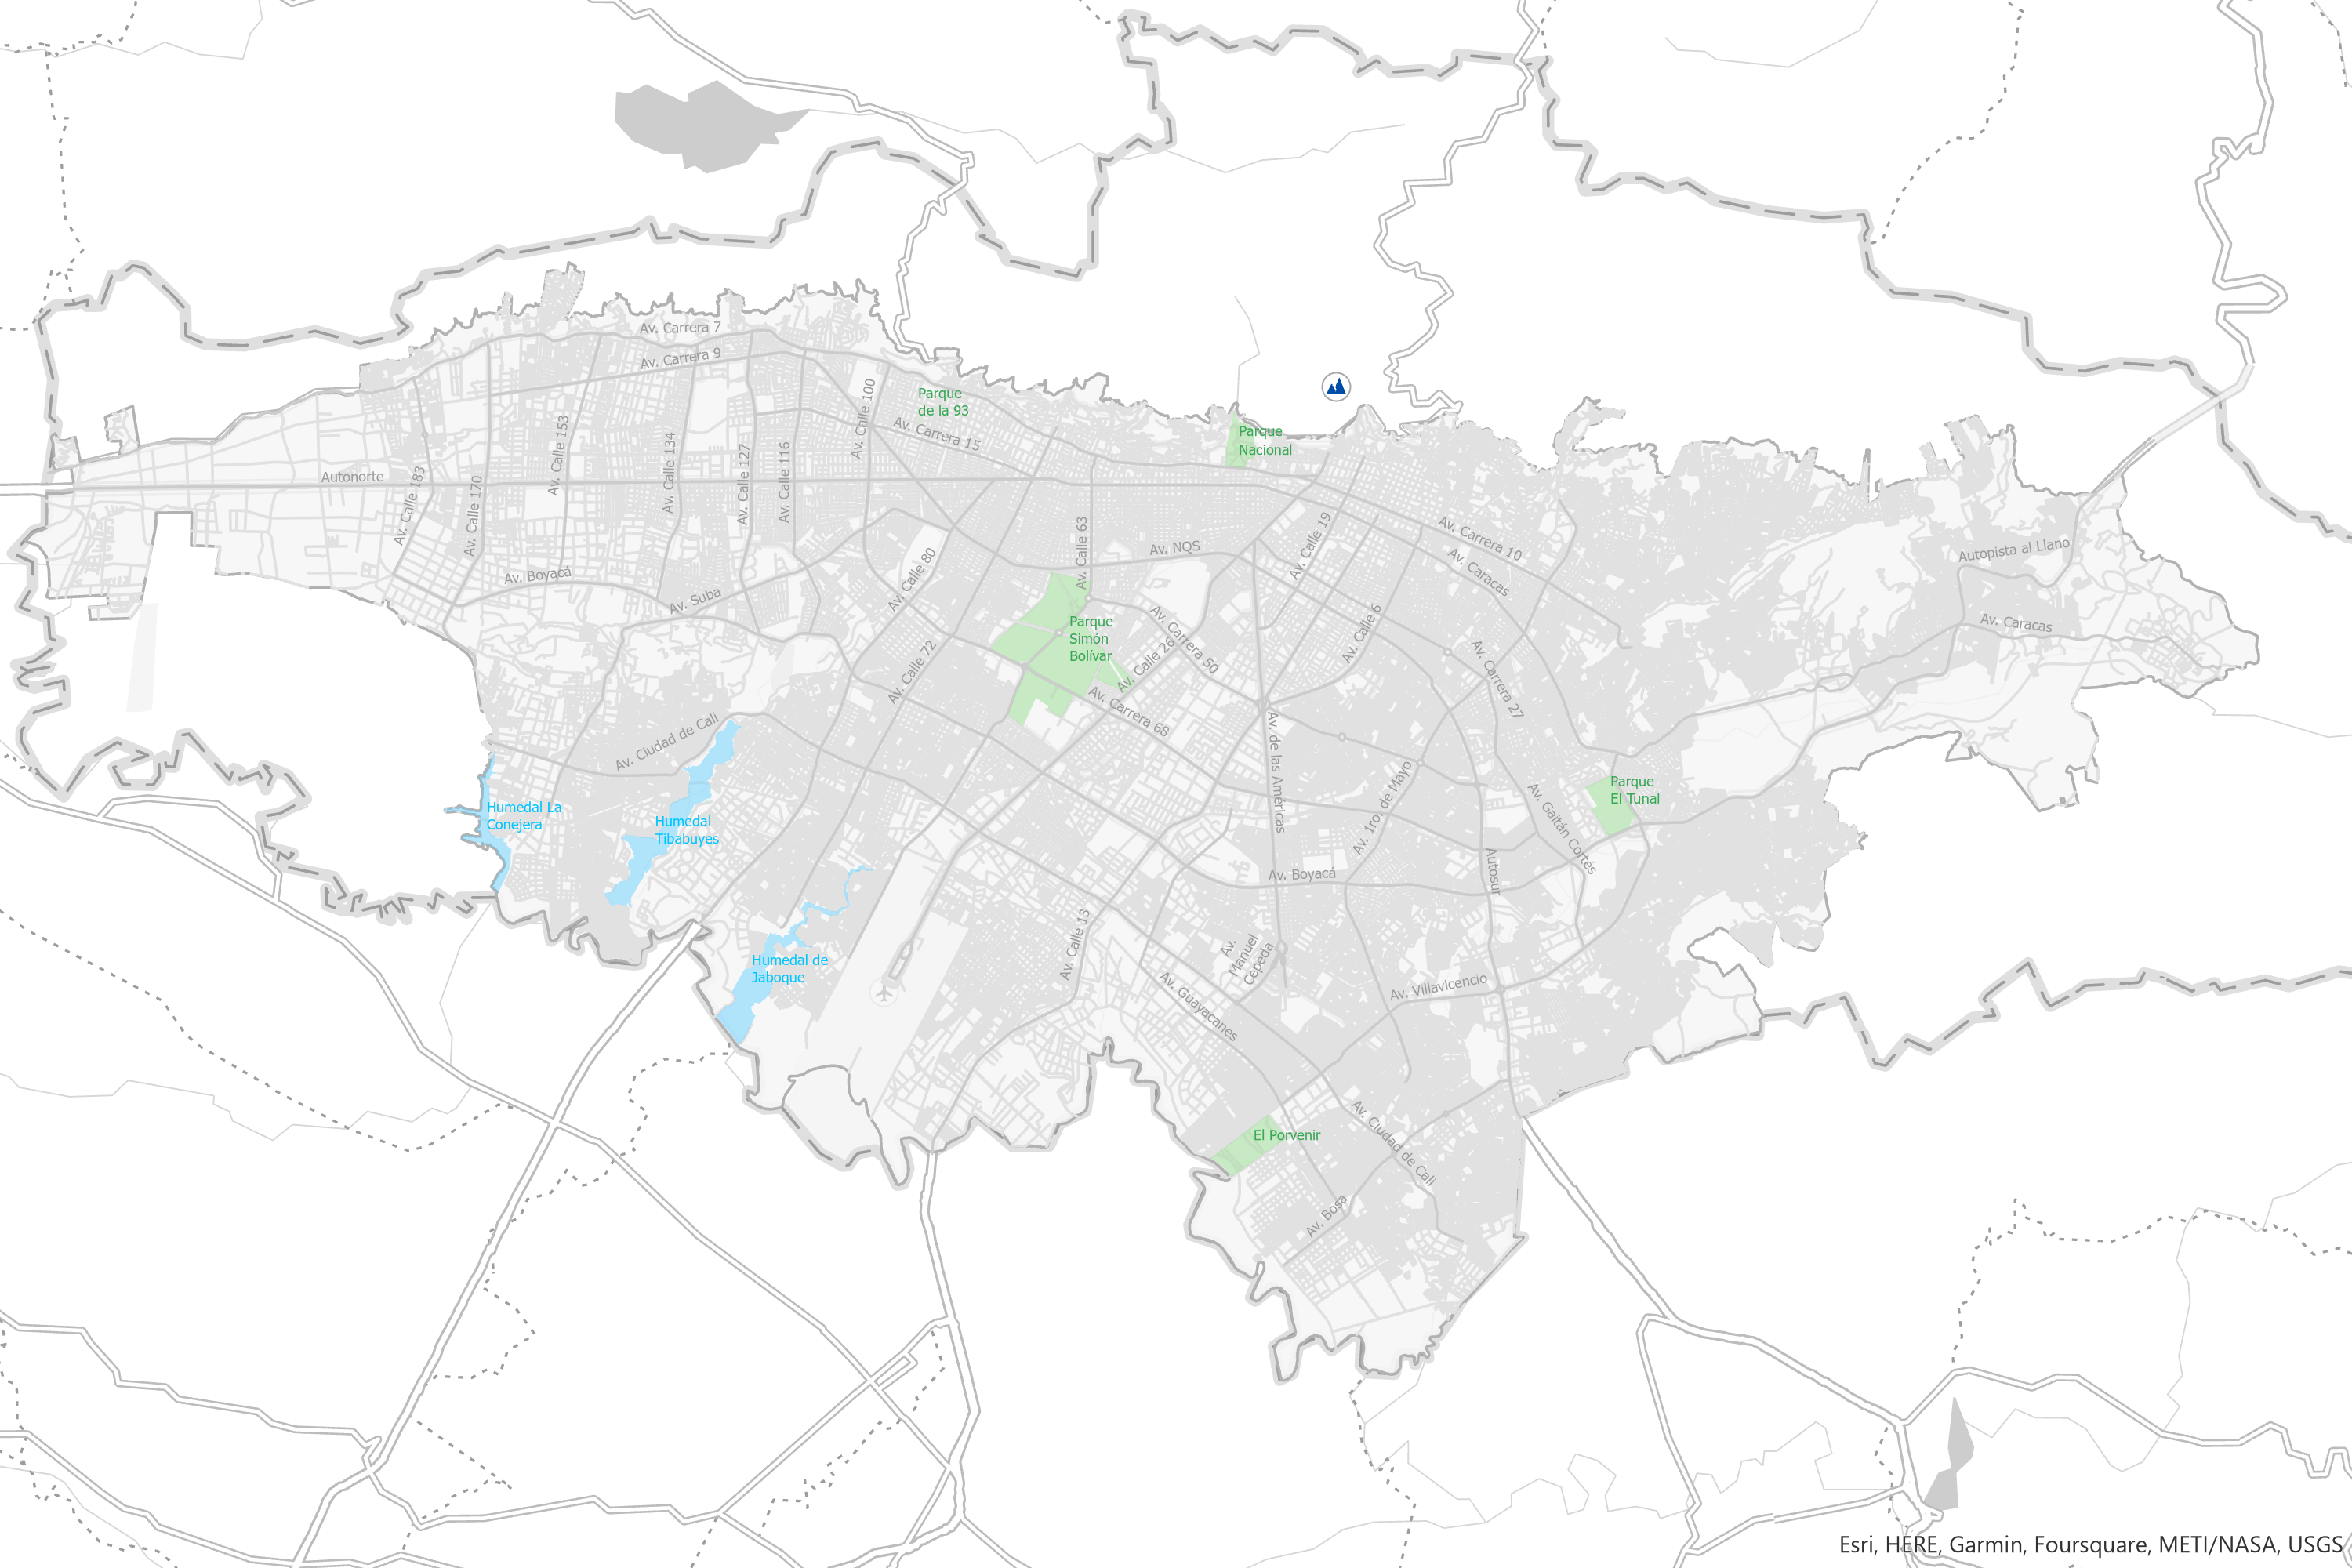 Av. Carrera 7
Av. Carrera 9
Av. Calle 100
Parque
de la 93
Av. Carrera 15
Parque
Nacional
Autonorte
Av. Calle 183
Av. Calle 170
Av. Calle 153
Av. Calle 134
Av. Calle 127
Av. Calle 116
Av. Calle 63
Av. NQS
Av. Calle 19
Av. Carrera 10
Av. Caracas
Autopista al Llano
Av. Caracas
Av. Boyacá
Av. Suba
Av. Calle 80
Av. Calle 72
Parque
Simón
Bolívar
Av. Carrera 50
Av. Calle 26
Av. Carrera 68
Av. Calle 6
Av. Carrera 27
Av. Ciudad de Cali
Av. de las Américas
Av. 1ro. de Mayo
Av. Gaitán Cortés
Parque
El Tunal
Humedal La
Conejera
Humedal
Tibabuyes
Av. Boyacá
Autosur
Humedal de
Jaboque
Av. Calle 13
Av.
Manuel
Cepeda
Av. Villavicencio
Av. Guayacanes
El Porvenir
Av. Ciudad de Cali
Av. Bosa
Esri, HERE, Garmin, Foursquare, METI/NASA, USGS